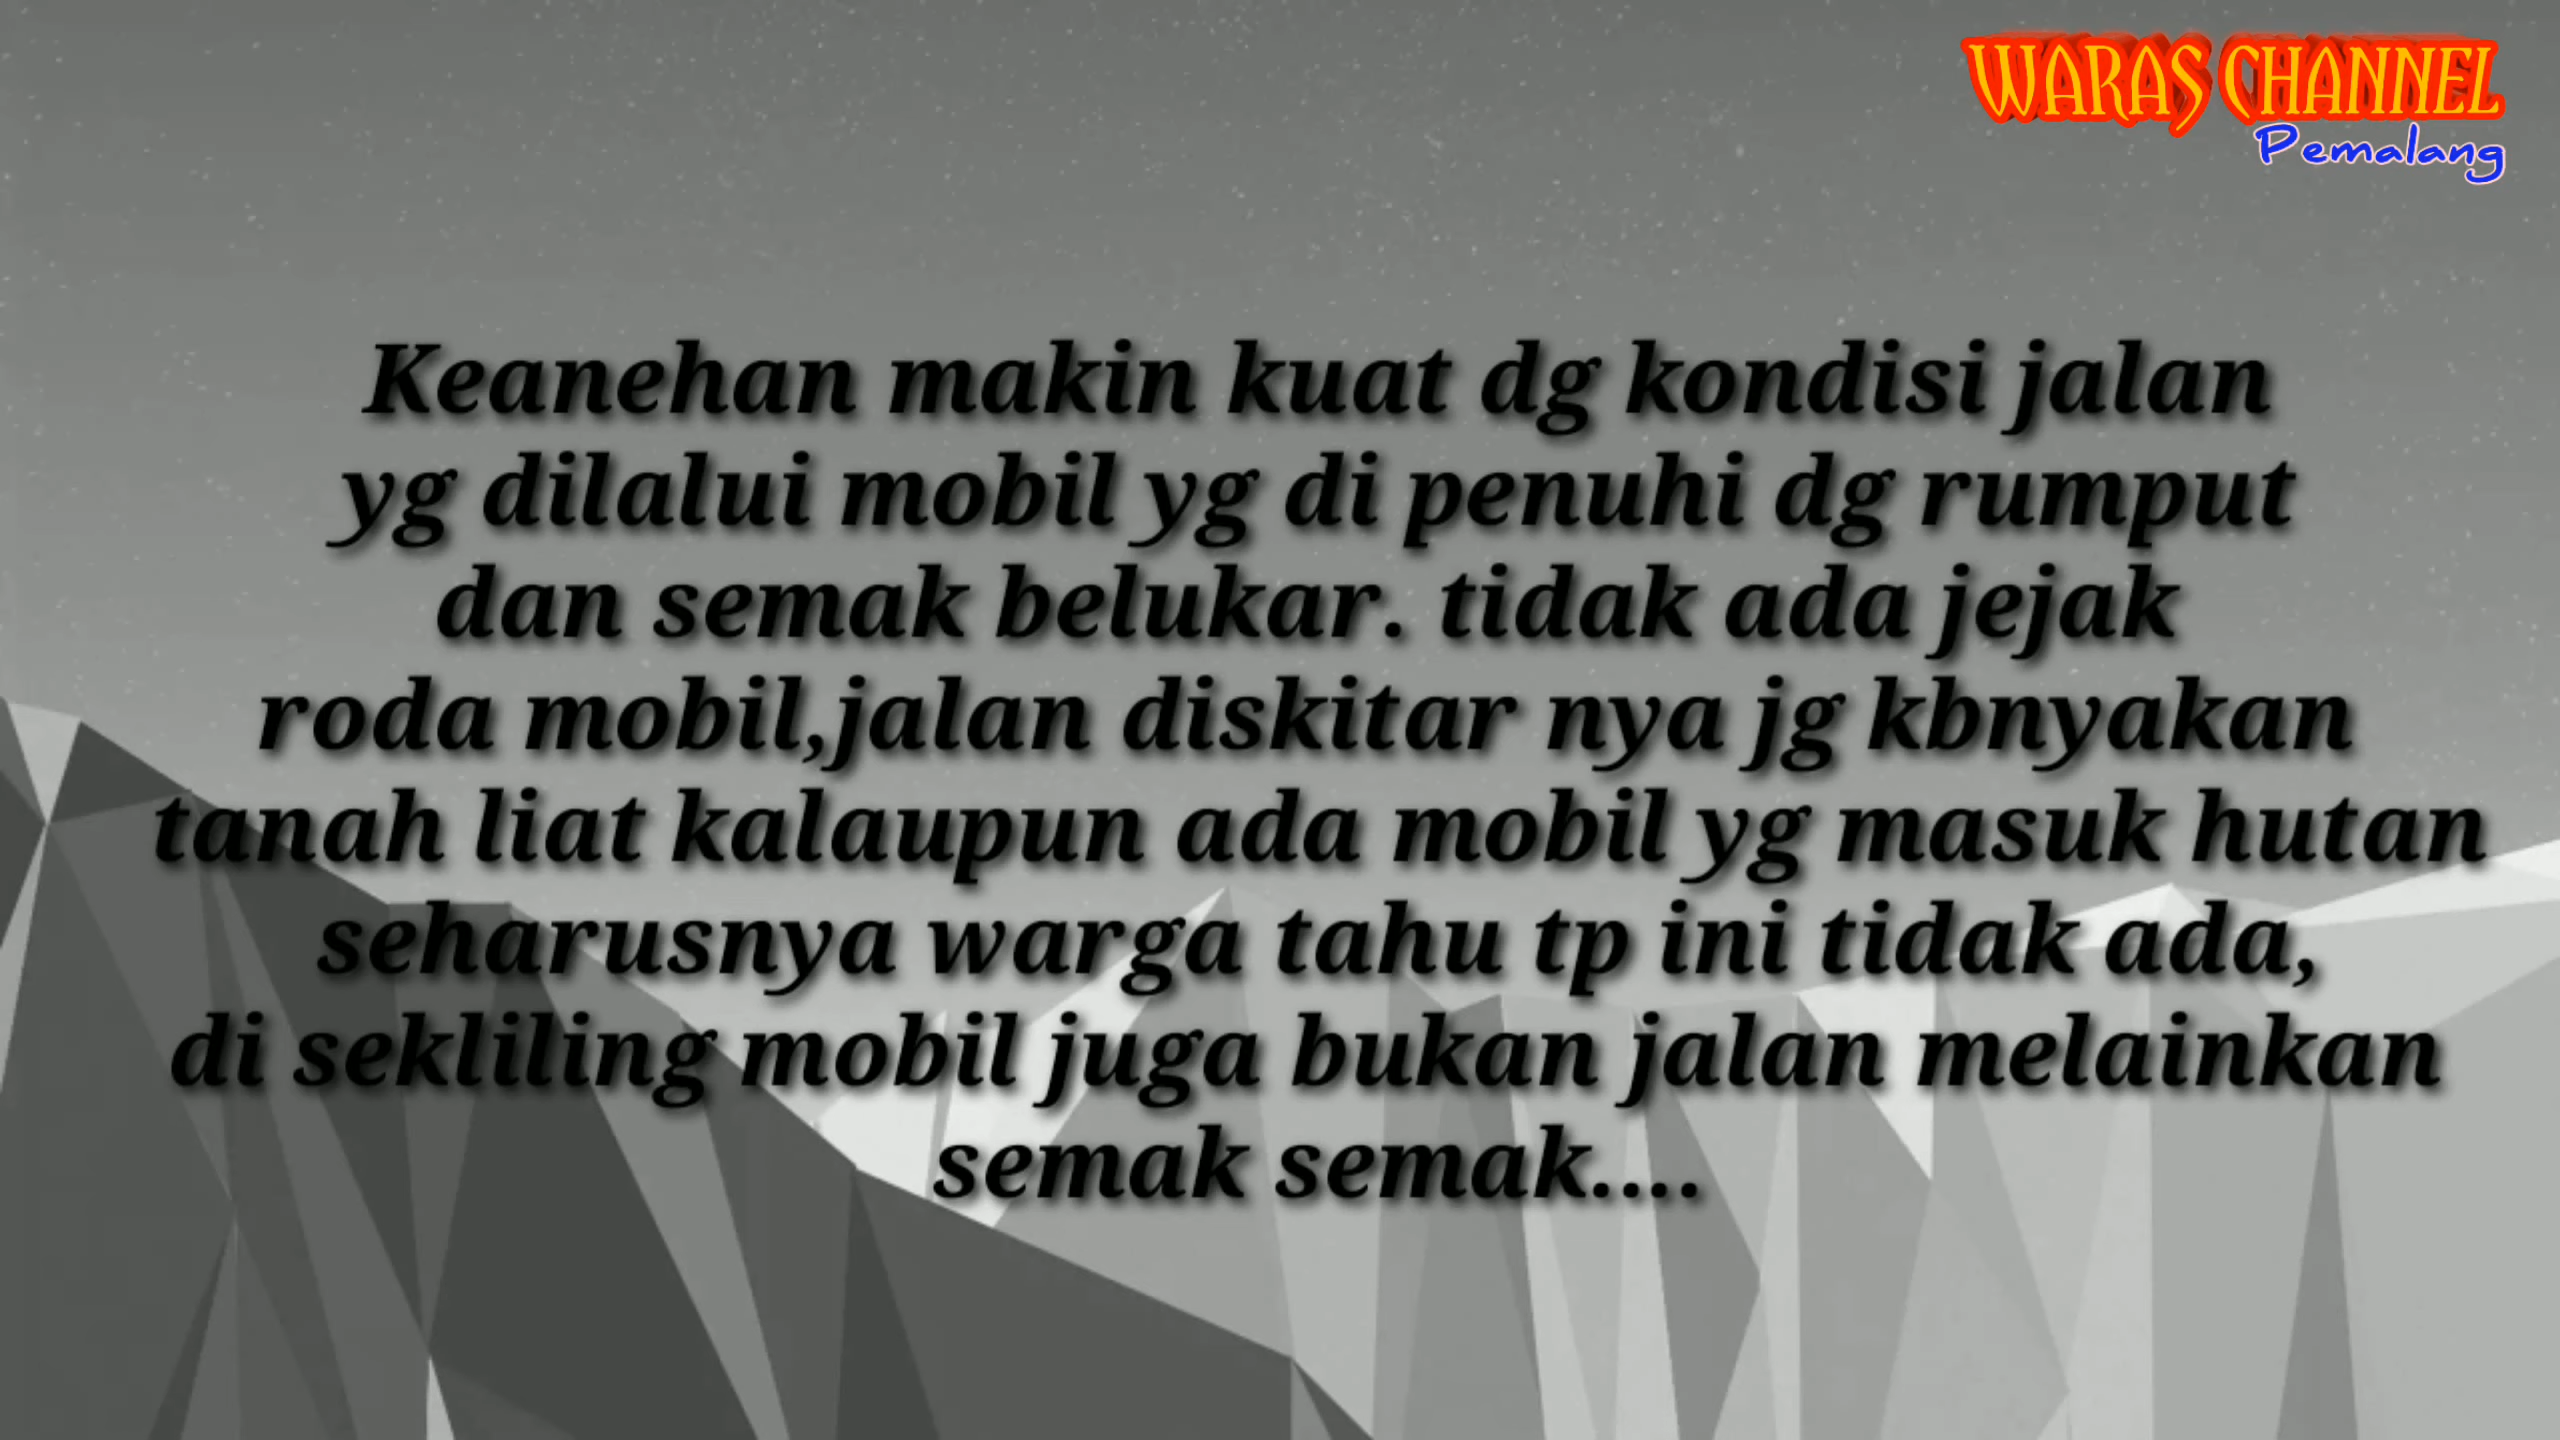 WARAS CHANNEL
Pemalang
Keanehan makin kuat dg kondisi jalan
yg dilalui mobil yg di penuhi dg rumput
dan semak belukar. tidak ada jejak
roda mobil,jalan diskitar nya jg kbnyakan
tanah liat kalaupun ada mobil yg masuk hutan
seharusnya warga tahu tp ini tidak ada,
di sekliling mobil juga bukan jalan melainkan
semak semak....